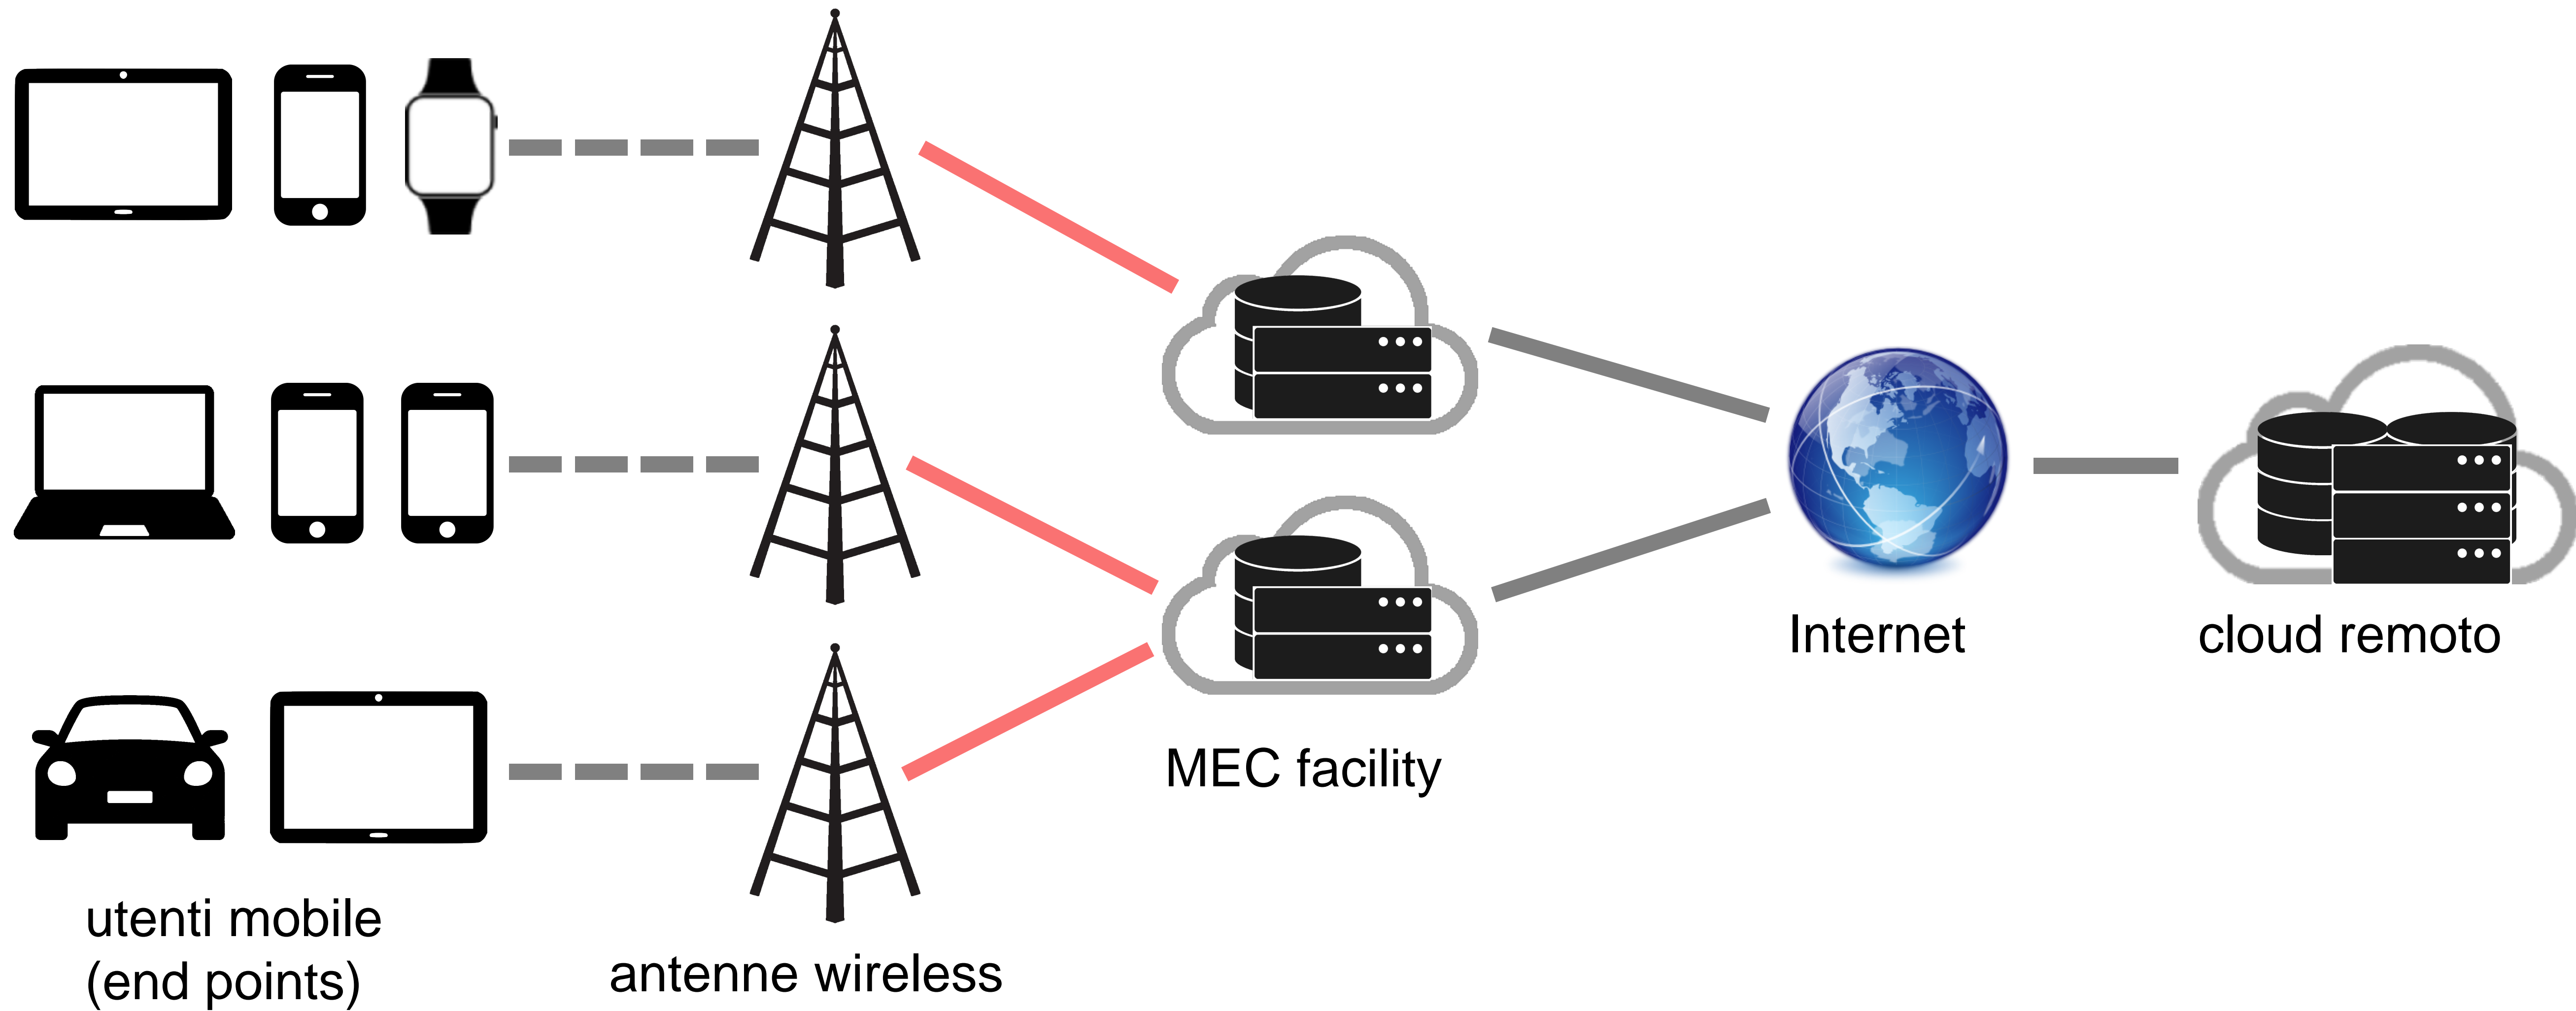 Internet
cloud remoto
MEC facility
utenti mobile
(end points)
antenne wireless